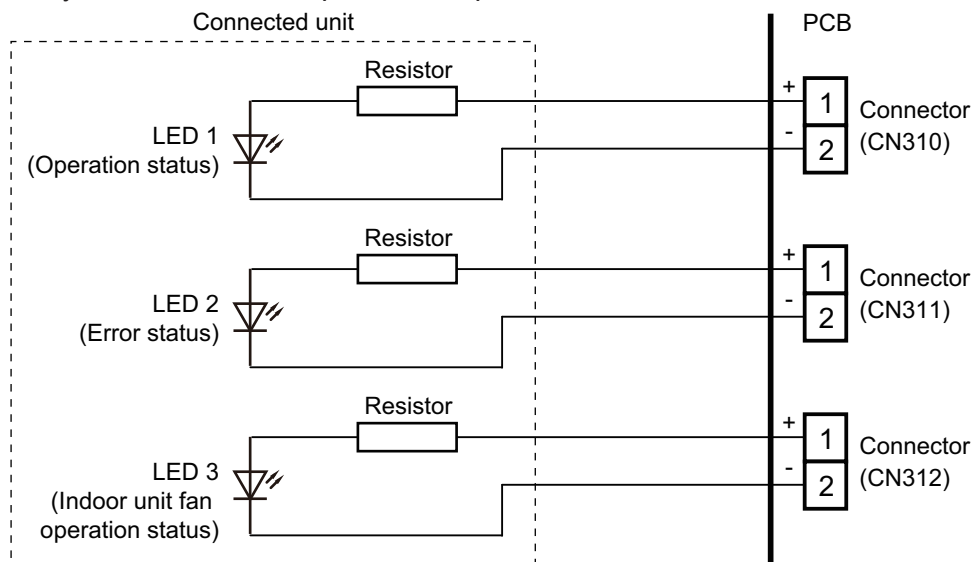 Connected unit
PCB
Resistor
LED 1
(Operation status)
+
-
1
2
Connector
(CN310)
Resistor
LED 2
(Error status)
+
-
1
2
Connector
(CN311)
Resistor
LED 3
(Indoor unit fan
operation status)
+
-
1
2
Connector
(CN312)